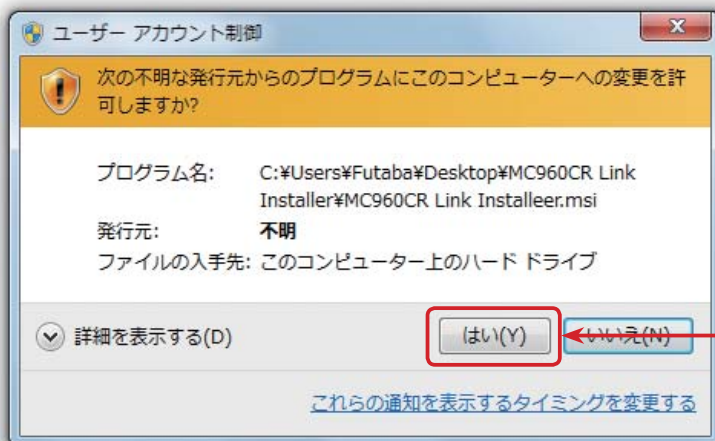 ユーザー アカウント制御
次の不明な発行元からのプログラムにこのコンピューターへの変更を許
可しますか?
プログラム名: C:¥Users¥Futaba¥Desktop¥MC960CR Link
Installer¥MC960CR Link Installeer.msi
発行元: 不明
ファイルの入手先: このコンピューター上のハード ドライブ
詳細を表示する(D) はい(Y) いいえ(N)
これらの通知を表示するタイミングを変更する